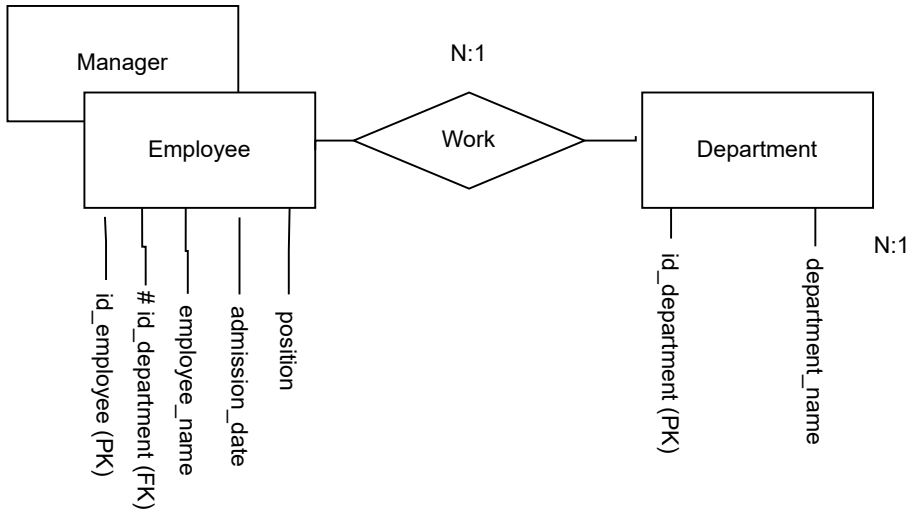 Manager
N:1
Employee
Work
Department
N:1
id_employee (PK)
# id_department (FK)
employee_name
admission_date
position
id_department (PK)
department_name